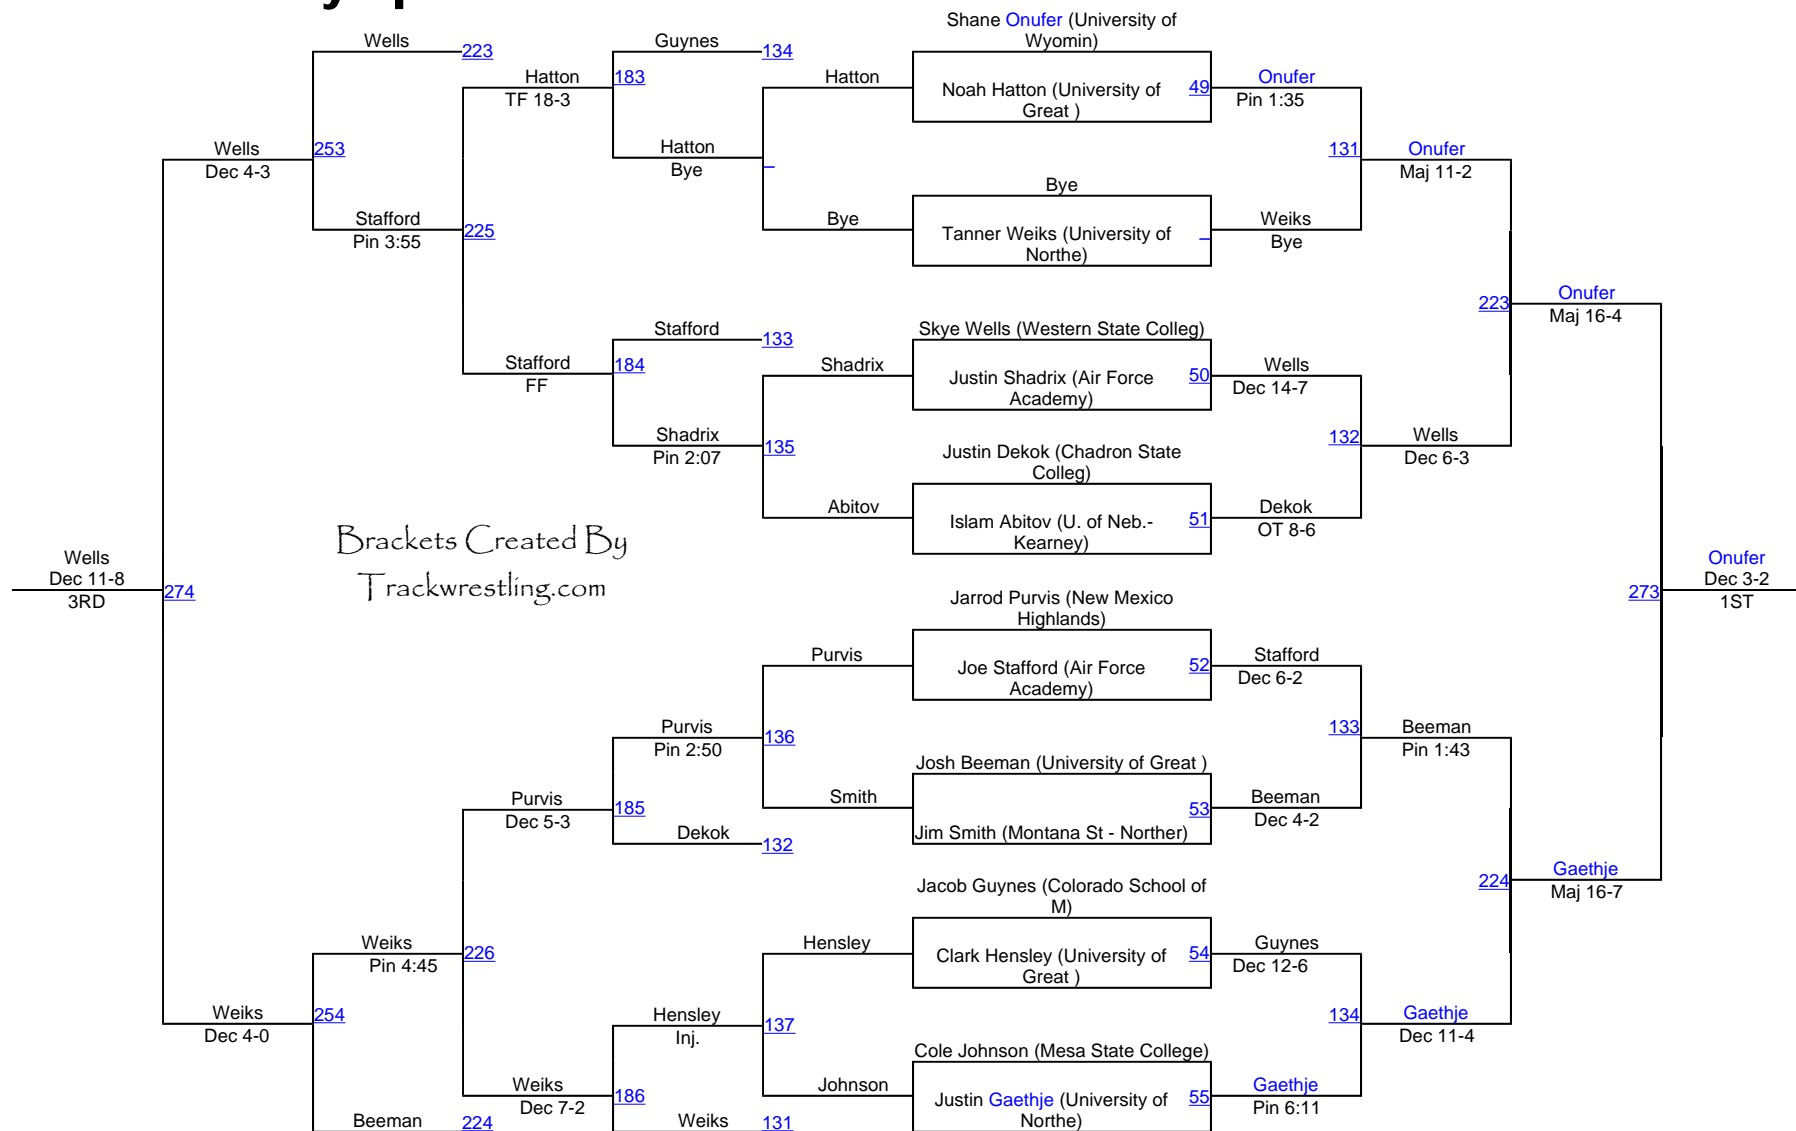 Shane Onufer (University of
Wyomin)
Wells
223
Guynes
134
Hatton
TF 18-3
183
Hatton
Noah Hatton (University of
Great )
49
Onufer
Pin 1:35
Wells
Dec 4-3
253
Hatton
Bye
131
Onufer
Maj 11-2
Bye
Stafford
Pin 3:55
225
Bye
Tanner Weiks (University of
Northe)
Weiks
Bye
223
Onufer
Maj 16-4
Stafford
133
Skye Wells (Western State Colleg)
Stafford
FF
184
Shadrix
Justin Shadrix (Air Force
Academy)
50
Wells
Dec 14-7
Shadrix
Pin 2:07
135
132
Wells
Dec 6-3
Justin Dekok (Chadron State
Colleg)
Abitov
Islam Abitov (U. of Neb.-
Kearney)
51
Dekok
OT 8-6
Brackets Created By
Trackwrestling.com
Wells
Dec 11-8
3RD
274
273
Onufer
Dec 3-2
1ST
Jarrod Purvis (New Mexico
Highlands)
Purvis
Joe Stafford (Air Force
Academy)
52
Stafford
Dec 6-2
Purvis
Pin 2:50
136
133
Beeman
Pin 1:43
Josh Beeman (University of Great )
Purvis
Dec 5-3
185
Smith
53
Beeman
Dec 4-2
Jim Smith (Montana St - Norther)
Dekok
132
224
Gaethje
Maj 16-7
Jacob Guynes (Colorado School of
M)
Weiks
Pin 4:45
226
Hensley
Clark Hensley (University of
Great )
54
Guynes
Dec 12-6
Weiks
Dec 4-0
254
Hensley
Inj.
137
134
Gaethje
Dec 11-4
Cole Johnson (Mesa State College)
Weiks
Dec 7-2
186
Johnson
Justin Gaethje (University of
Northe)
55
Gaethje
Pin 6:11
Beeman
224
Weiks
131